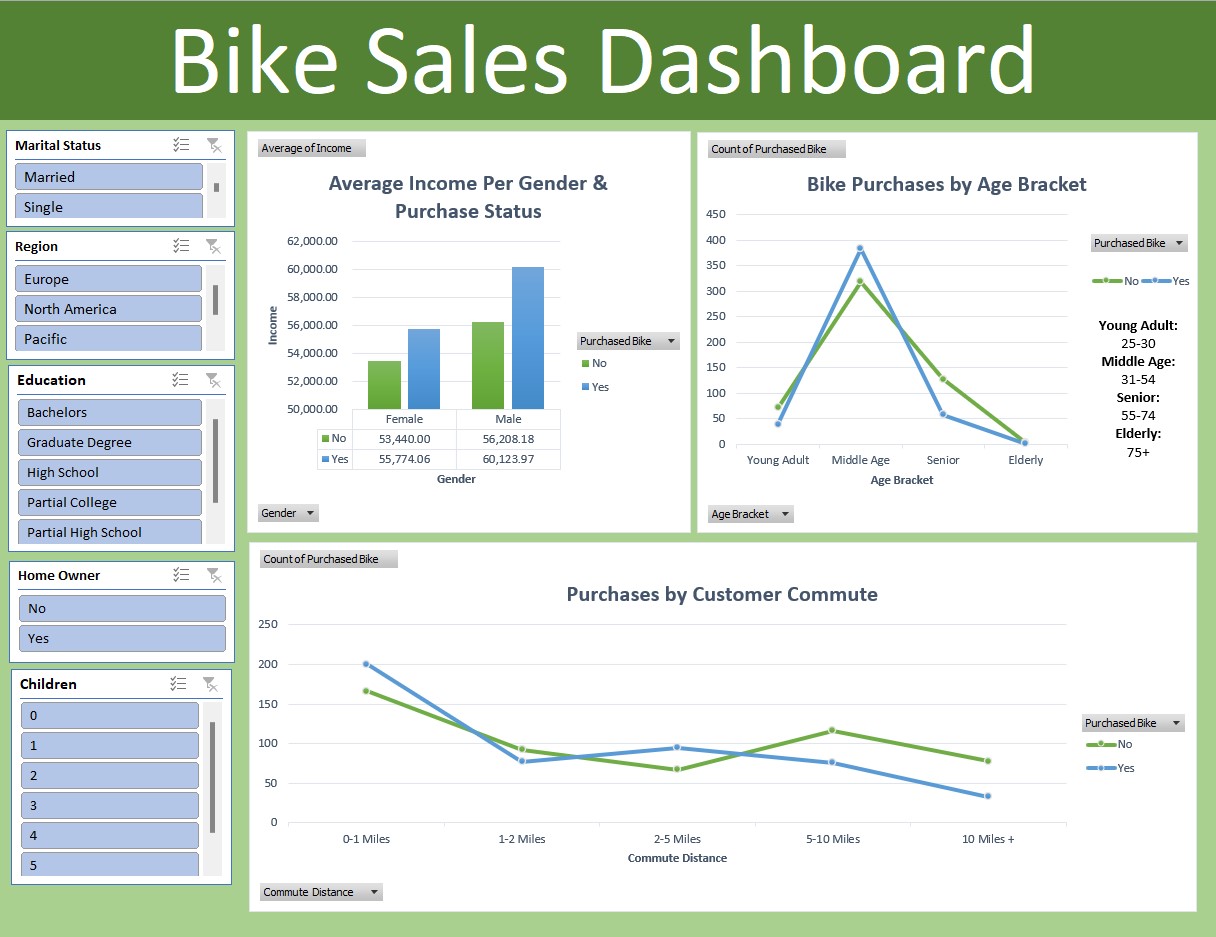 Bike Sales Dashboard
Marital Status
Married
Single
Region
Europe
North America
Pacific
Education
Bachelors
Graduate Degree
High School
Partial College
Partial High School
Home Owner
No
Yes
Children
0
1
2
3
4
5
Average of Income
Average Income Per Gender &
Purchase Status
62,000.00
60,000.00
58,000.00
56,000.00
54,000.00
52,000.00
50,000.00
Income
Female Male
No 53,440.00 56,208.18
Yes 55,774.06 60,123.97
Gender
Purchased Bike
No
Yes
Gender
Count of Purchased Bike
Bike Purchases by Age Bracket
450
400
350
300
250
200
150
100
50
0
Young Adult Middle Age Senior Elderly
Age Bracket
Purchased Bike
No Yes
Young Adult:
25-30
Middle Age:
31-54
Senior:
55-74
Elderly:
75+
Age Bracket
Count of Purchased Bike
Purchases by Customer Commute
250
200
150
100
50
0
0-1 Miles 1-2 Miles 2-5 Miles 5-10 Miles 10 Miles +
Commute Distance
Purchased Bike
No
Yes
Commute Distance